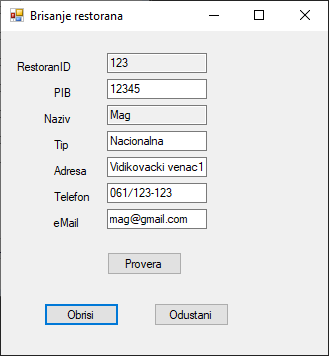 Brisanje restorana
RestoranID 123
PIB 12345
Naziv Mag
Tip Nacionalna
Adresa Vidikovacki venac1
Telefon 061/123-123
eMail mag@gmail.com
Provera
Obrisi Odustani